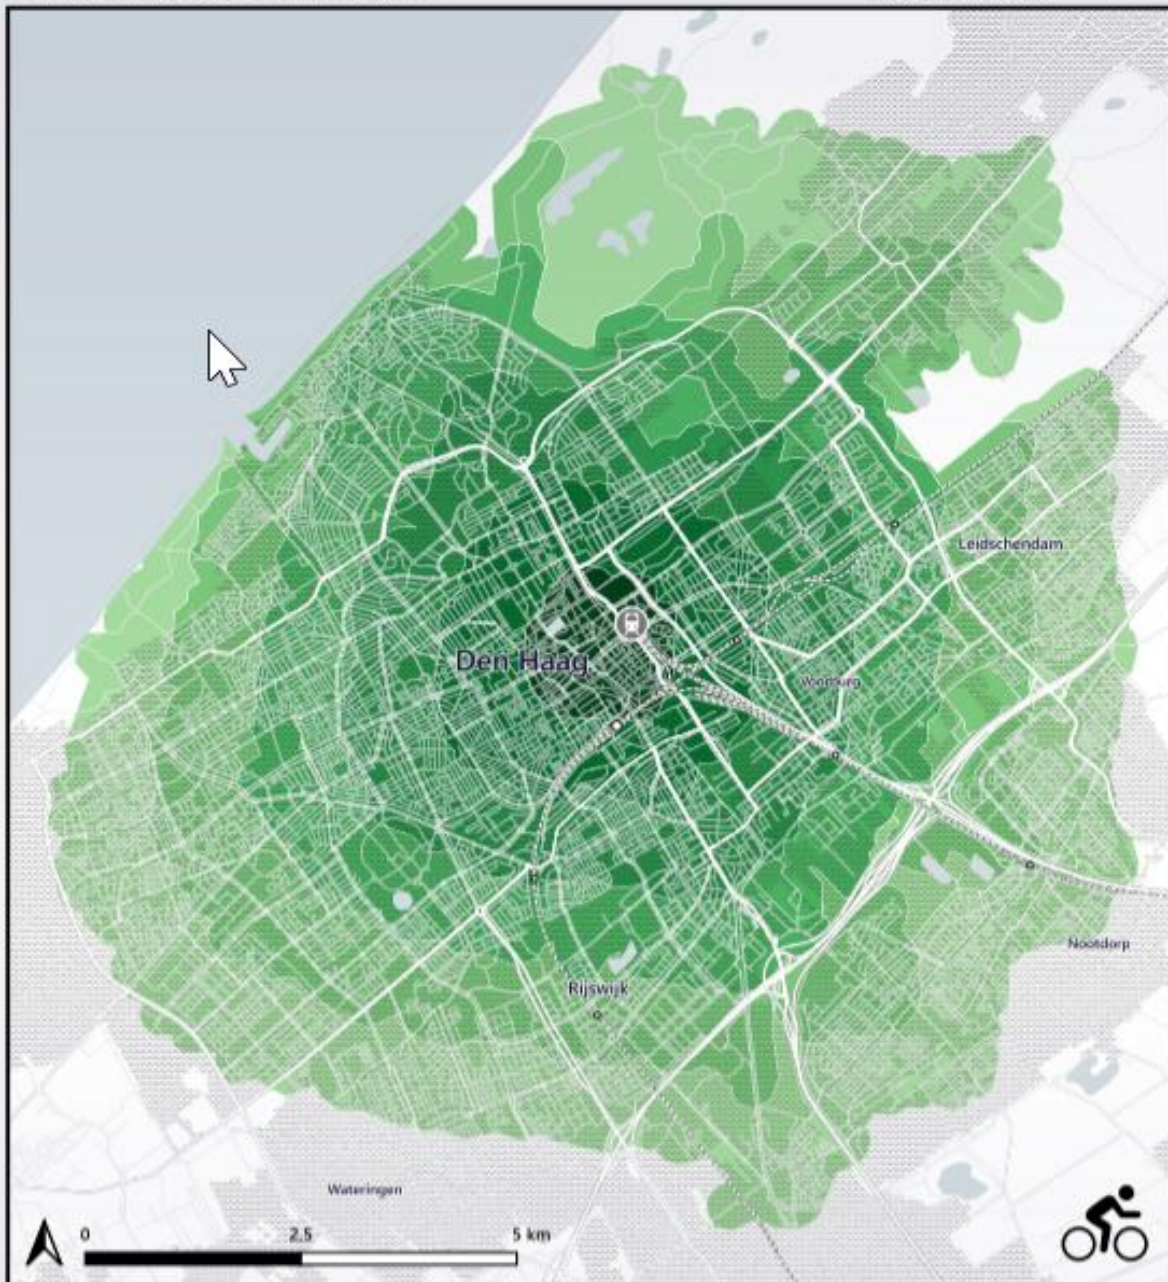 Leidschendam
Den Haag
Voorburg
Nootdorp
Rijswijk
Wateringen
0 2,5 5 km